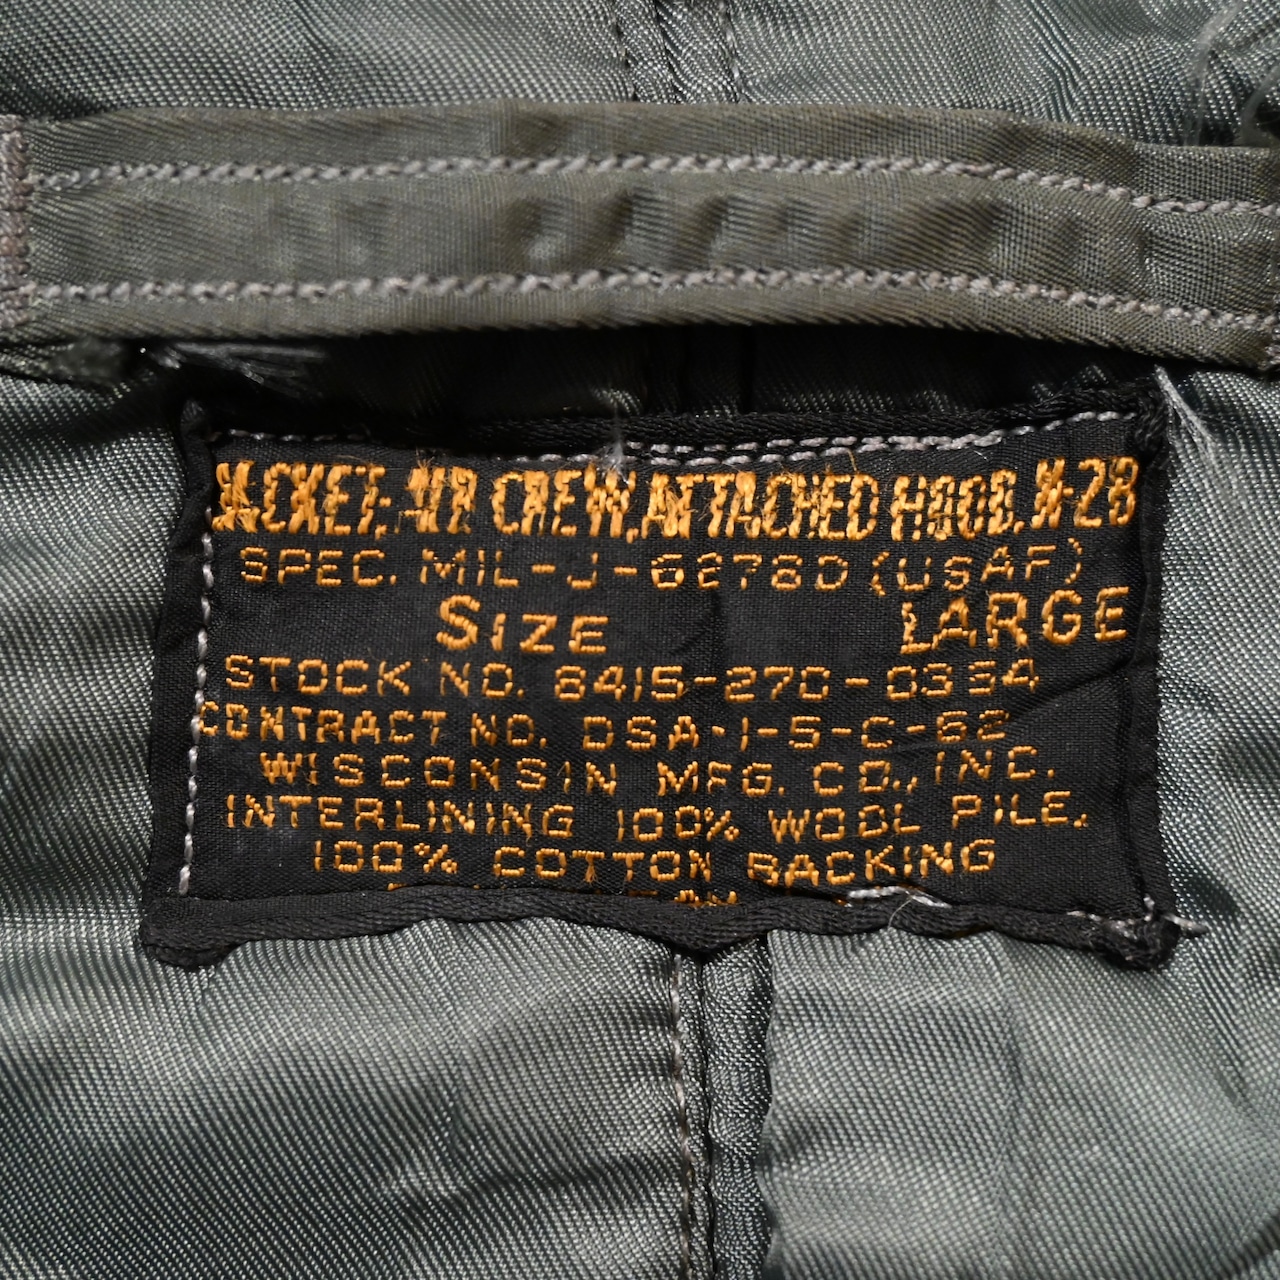 JACKET, AIR CREW, ATTACHED HOOD, N-2B
SPEC. MIL-J-6278D (USAF)
SIZE LARGE
STOCK NO. 8415-270-0354
CONTRACT NO. DSA-1-5-C-62
WISCONSIN MFG. CO., INC.
INTERLINING 100% WOOL PILE,
100% COTTON BACKING